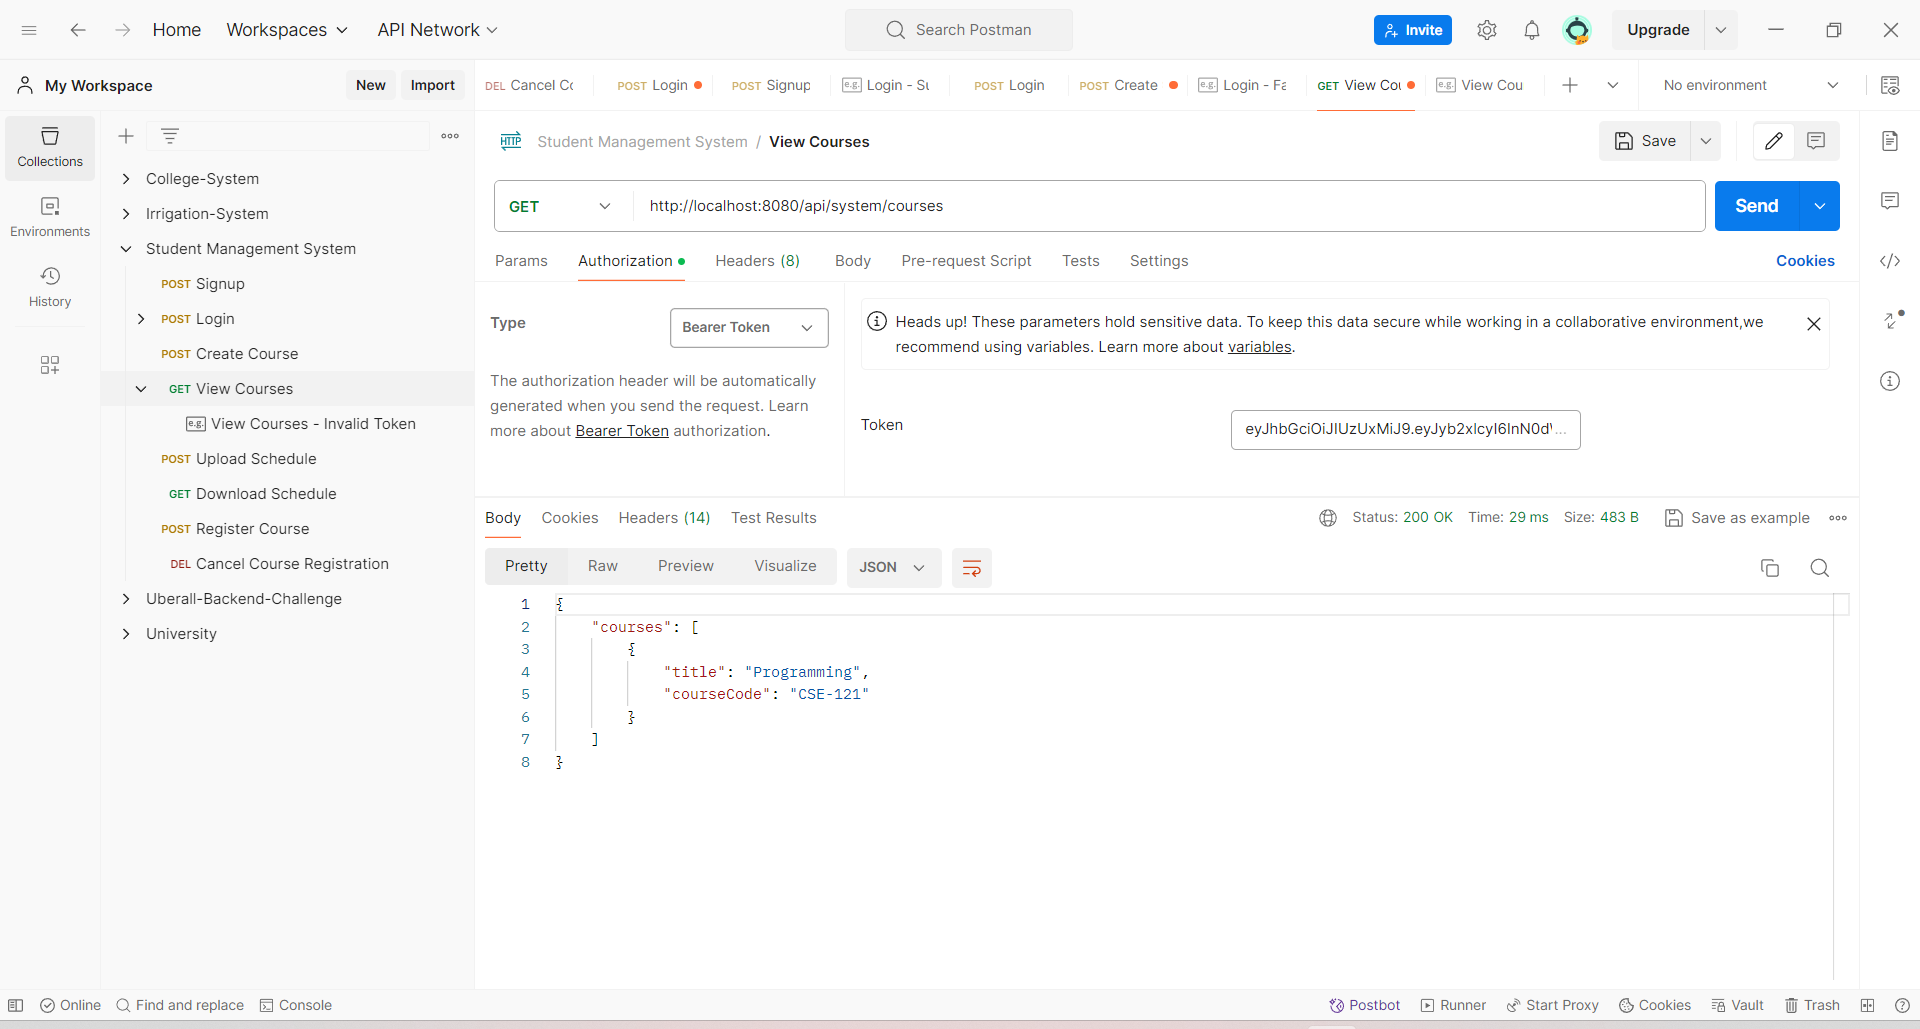 Home Workspaces API Network Search Postman Invite Upgrade
My Workspace New Import
DEL Cancel Co POST Login POST Signup e.g. Login - Su POST Login POST Create e.g. Login - Fa GET View Cou e.g. View Cou No environment
Collections
Environments
History
College-System
Irrigation-System
Student Management System
POST Signup
POST Login
POST Create Course
GET View Courses
e.g. View Courses - Invalid Token
POST Upload Schedule
GET Download Schedule
POST Register Course
DEL Cancel Course Registration
Uberall-Backend-Challenge
University
HTTP Student Management System / View Courses Save
GET http://localhost:8080/api/system/courses Send
Params Authorization Headers (8) Body Pre-request Script Tests Settings Cookies
Type Bearer Token
The authorization header will be automatically
generated when you send the request. Learn
more about Bearer Token authorization.
Heads up! These parameters hold sensitive data. To keep this data secure while working in a collaborative environment,we
recommend using variables. Learn more about variables.
Token eyJhbGciOiJIUzUxMiJ9.eyJyb2xlcyI6InN0d\...
Body Cookies Headers (14) Test Results Status: 200 OK Time: 29 ms Size: 483 B Save as example
Pretty Raw Preview Visualize JSON
1 {
2 "courses": [
3 {
4 "title": "Programming",
5 "courseCode": "CSE-121"
6 }
7 ]
8 }
Online Find and replace Console Postbot Runner Start Proxy Cookies Vault Trash